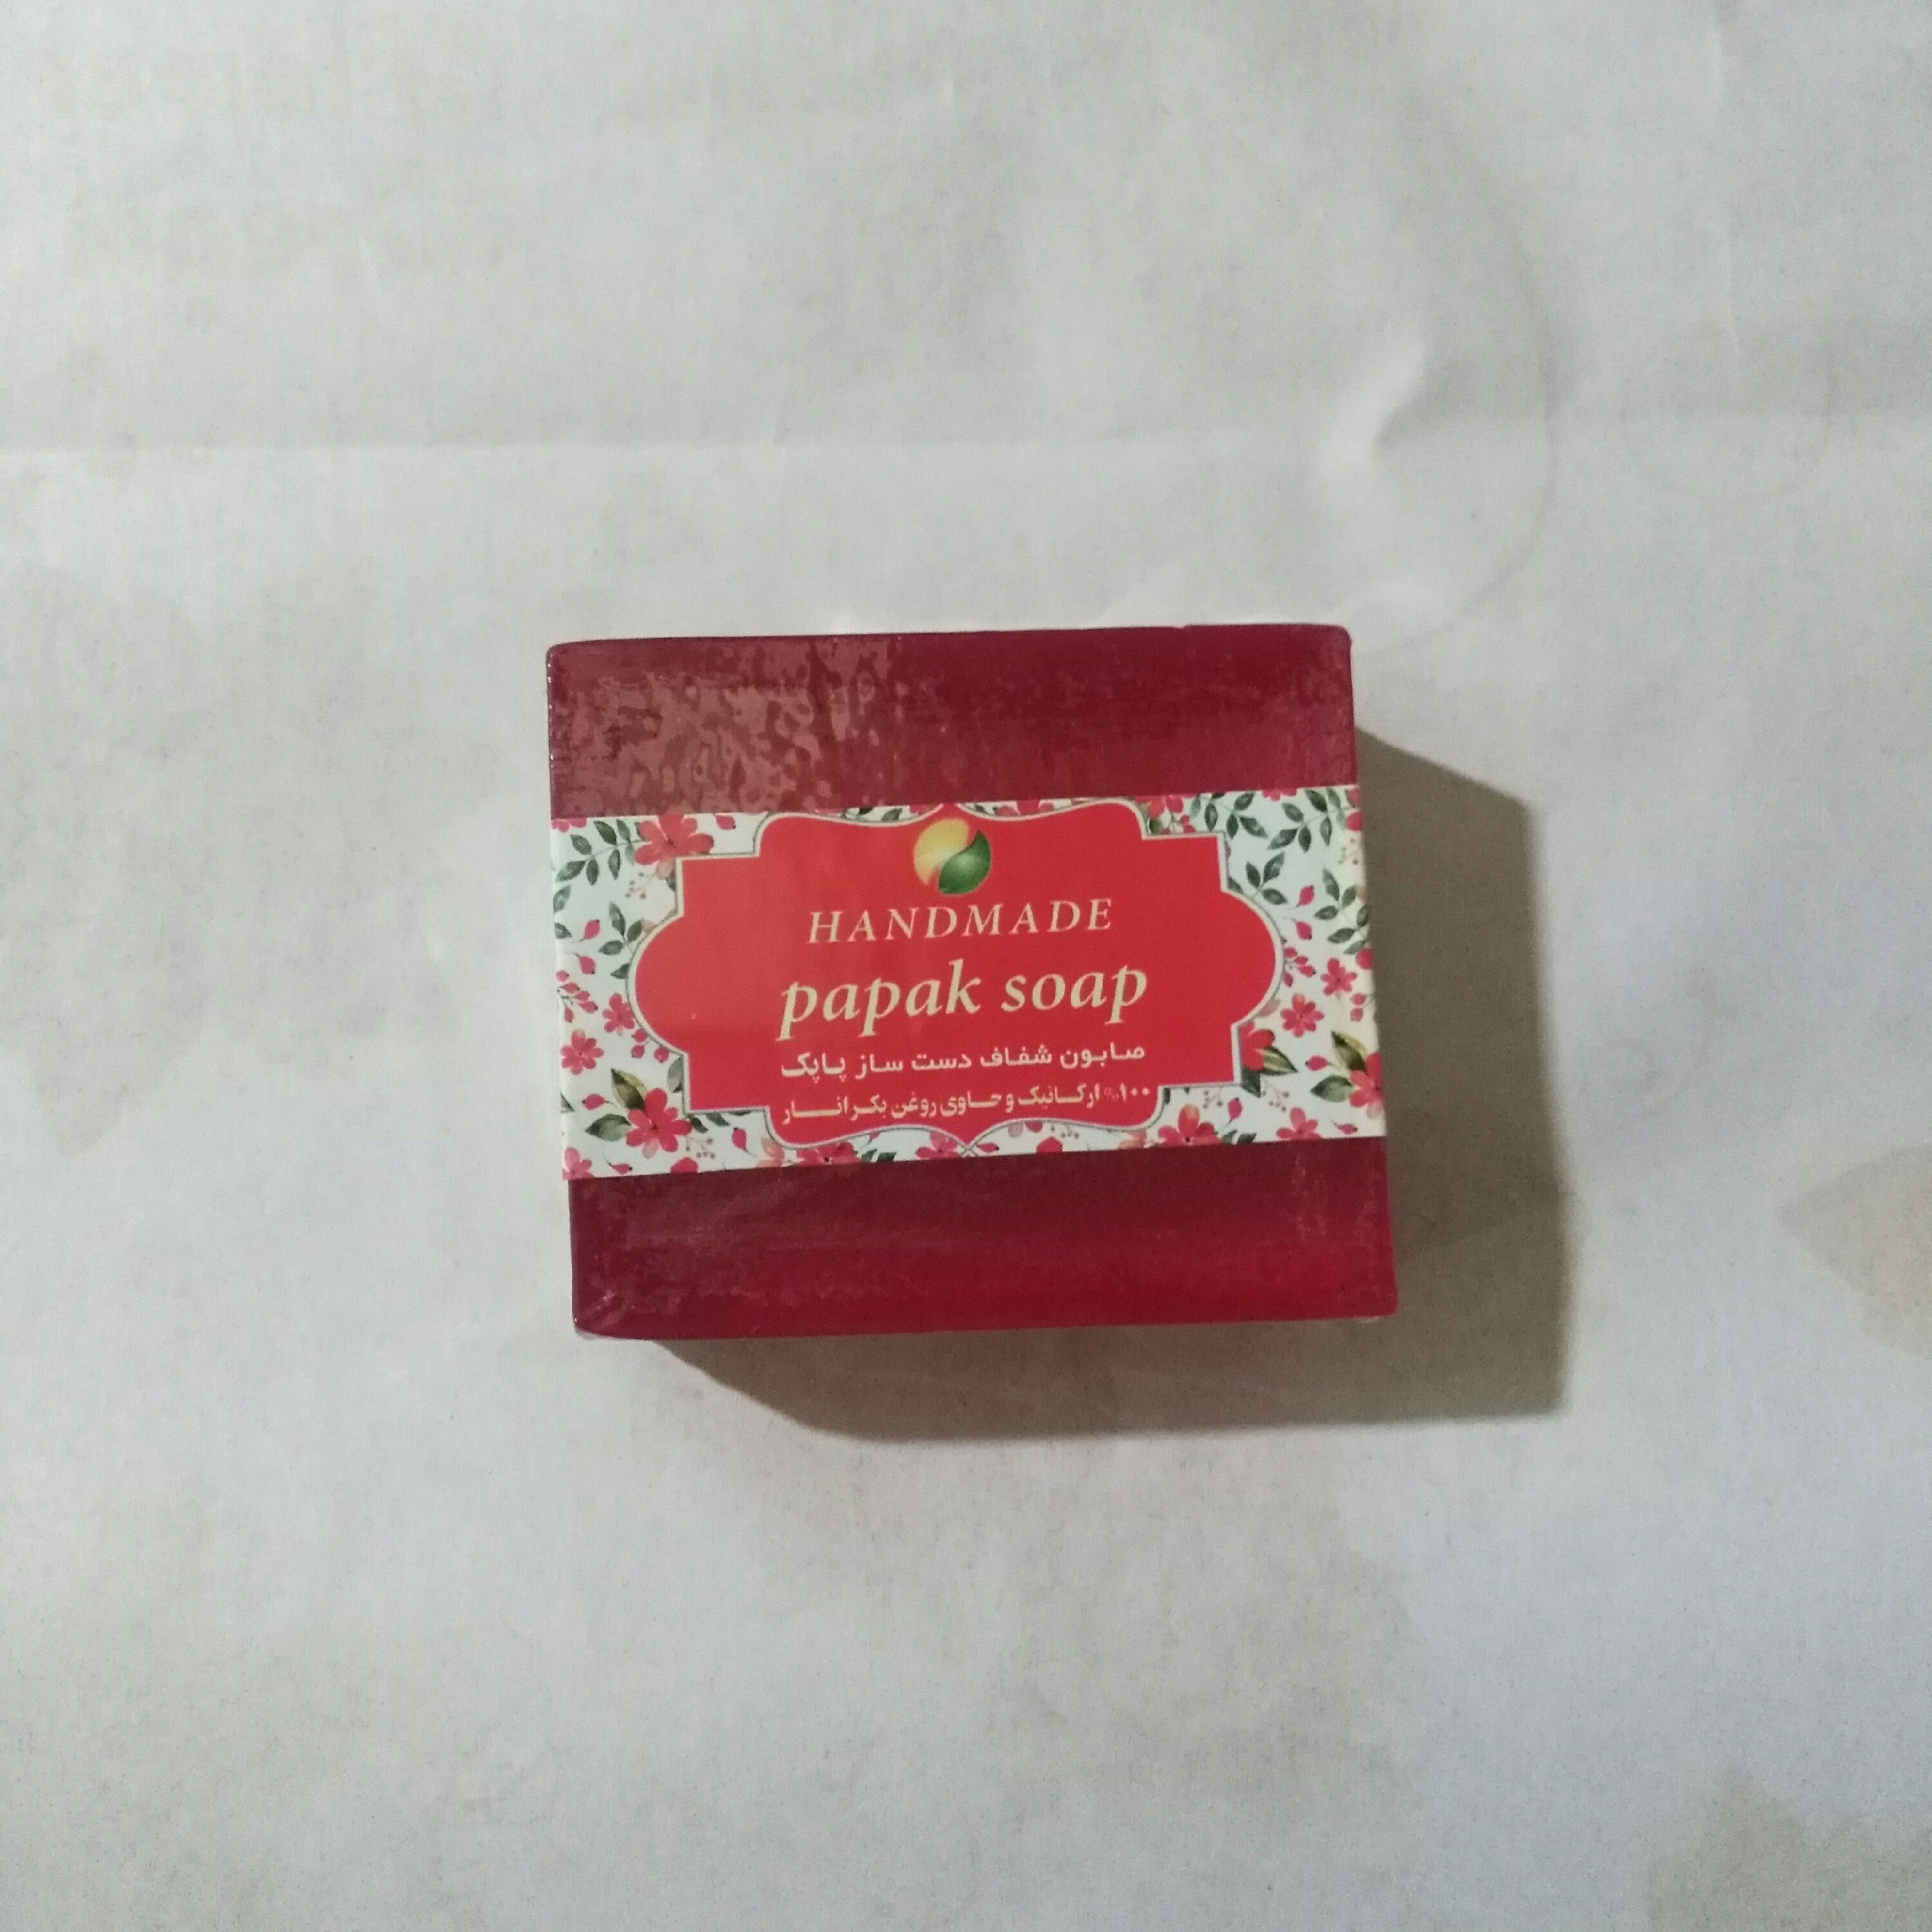 HANDMADE
papak soap
صابون شفاف دست ساز پاپک
۱۰۰% ارگانیک و حاوی روغن بکر انار